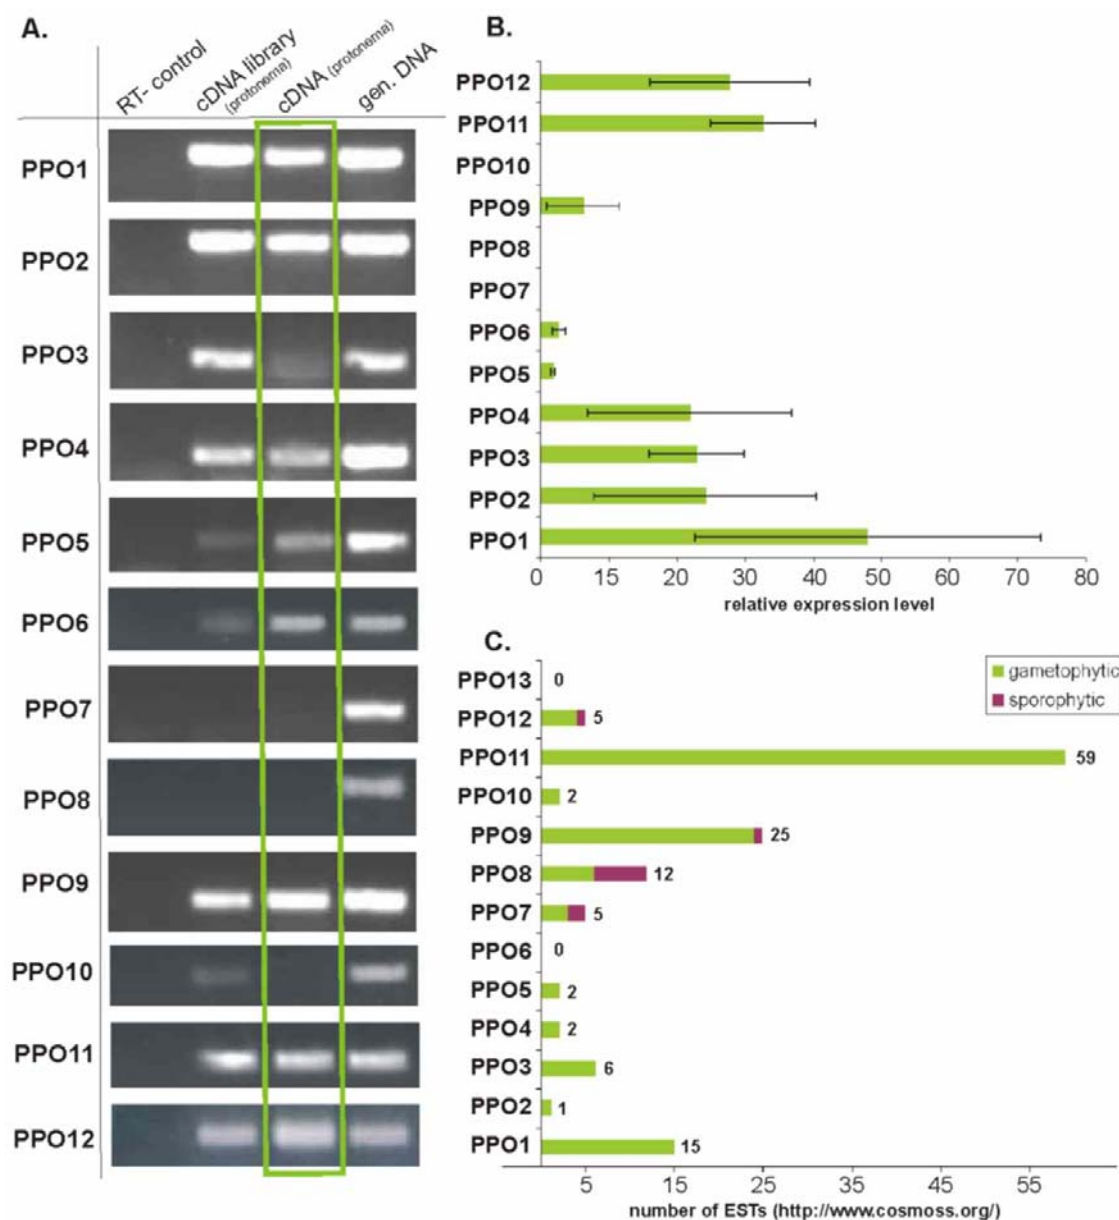 A.
RT- control
cDNA library
(protonema)
cDNA (protonema)
gen. DNA
PPO1
PPO2
PPO3
PPO4
PPO5
PPO6
PPO7
PPO8
PPO9
PPO10
PPO11
PPO12
B.
PPO12
PPO11
PPO10
PPO9
PPO8
PPO7
PPO6
PPO5
PPO4
PPO3
PPO2
PPO1
0 15 20 30 40 50 60 70 80
relative expression level
C.
gametophytic
sporophytic
PPO13 0
PPO12 5
PPO11 59
PPO10 2
PPO9 25
PPO8 12
PPO7 5
PPO6 0
PPO5 2
PPO4 2
PPO3 6
PPO2 1
PPO1 15
5 15 25 35 45 55
number of ESTs (http://www.cosmoss.org/)